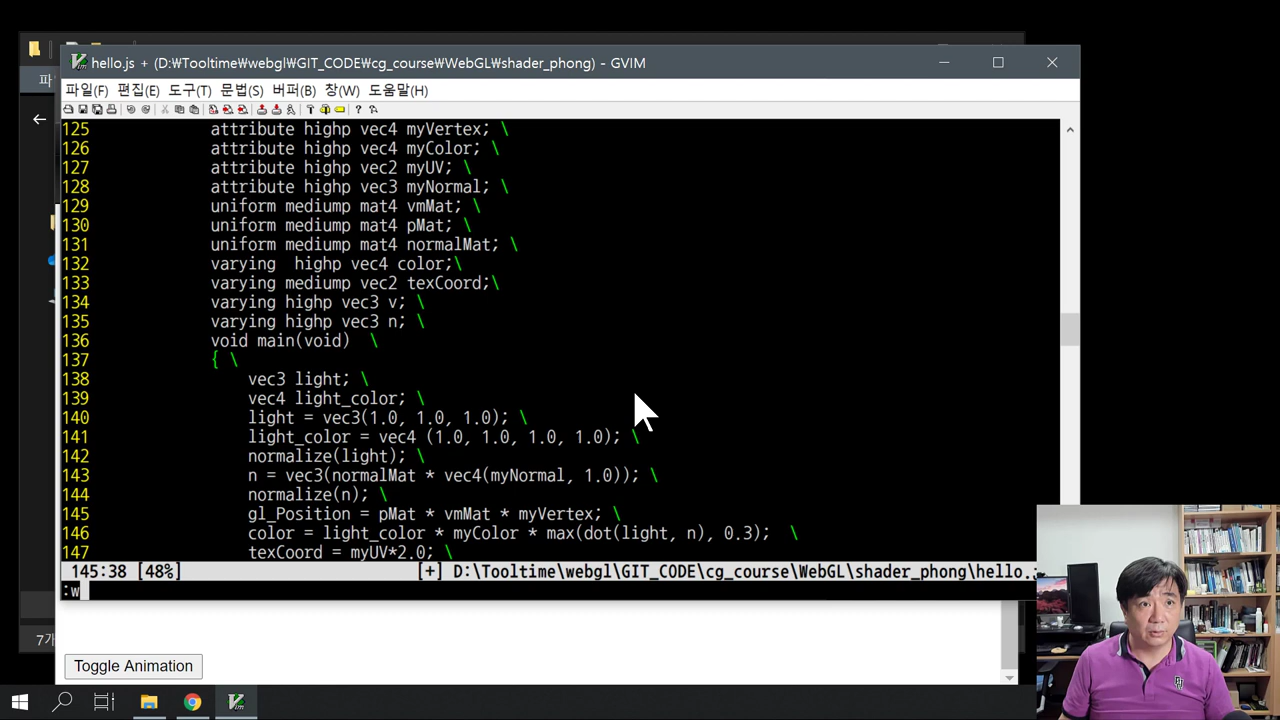 hello.js + (D:\Tooltime\webgl\GIT_CODE\cg_course\WebGL\shader_phong) - GVIM
파
파일(F) 편집(E) 도구(T) 문법(S) 버퍼(B) 창(W) 도움말(H)
125 attribute highp vec4 myVertex; \
126 attribute highp vec4 myColor; \
127 attribute highp vec2 myUV; \
128 attribute highp vec3 myNormal; \
129 uniform mediump mat4 vmMat; \
130 uniform mediump mat4 pMat; \
131 uniform mediump mat4 normalMat; \
132 varying  highp vec4 color;\
133 varying mediump vec2 texCoord;\
134 varying highp vec3 v; \
135 varying highp vec3 n; \
136 void main(void)  \
137 { \
138 vec3 light; \
139 vec4 light_color; \
140 light = vec3(1.0, 1.0, 1.0); \
141 light_color = vec4 (1.0, 1.0, 1.0, 1.0); \
142 normalize(light); \
143 n = vec3(normalMat * vec4(myNormal, 1.0)); \
144 normalize(n); \
145 gl_Position = pMat * vmMat * myVertex; \
146 color = light_color * myColor * max(dot(light, n), 0.3);  \
147 texCoord = myUV*2.0; \
145:38 [48%] [+] D:\Tooltime\webgl\GIT_CODE\cg_course\WebGL\shader_phong\hello.j
:w
7개
Toggle Animation